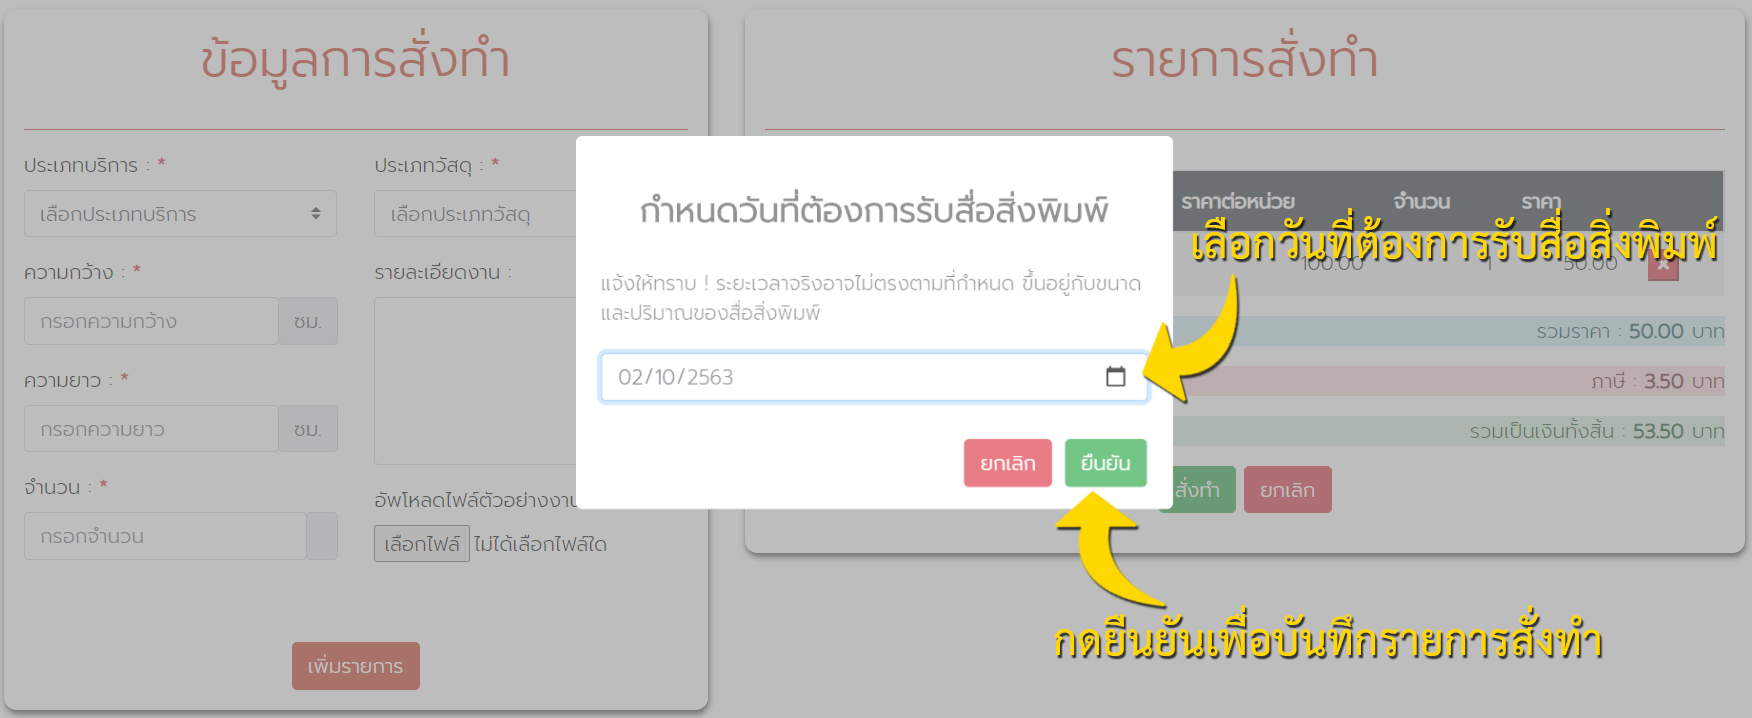 ข้อมูลการสั่งทำ
ประเภทบริการ : *
ประเภทวัสดุ : *
เลือกประเภทบริการ
เลือกประเภทวัสดุ
ความกว้าง : *
รายละเอียดงาน :
กรอกความกว้าง ซม.
ความยาว : *
กรอกความยาว ซม.
จำนวน : *
อัพโหลดไฟล์ตัวอย่างงาน
กรอกจำนวน
เลือกไฟล์ ไม่ได้เลือกไฟล์ใด
เพิ่มรายการ
รายการสั่งทำ
ราคาต่อหน่วย จำนวน ราคา
100.00 1 50.00
รวมราคา : 50.00 บาท
ภาษี : 3.50 บาท
รวมเป็นเงินทั้งสิ้น : 53.50 บาท
สั่งทำ ยกเลิก
กำหนดวันที่ต้องการรับสื่อสิ่งพิมพ์
แจ้งให้ทราบ ! ระยะเวลาจริงอาจไม่ตรงตามที่กำหนด ขึ้นอยู่กับขนาด
และปริมาณของสื่อสิ่งพิมพ์
02/10/2563
ยกเลิก ยืนยัน
เลือกวันที่ต้องการรับสื่อสิ่งพิมพ์
กดยืนยันเพื่อบันทึกรายการสั่งทำ